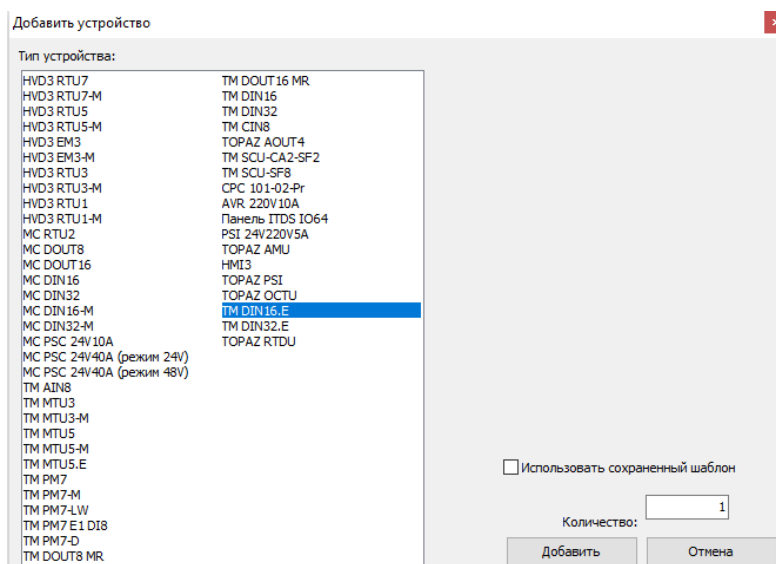 Добавить устройство
Тип устройства:
HVD3 RTU7
HVD3 RTU7-M
HVD3 RTU5
HVD3 RTU5-M
HVD3 EM3
HVD3 EM3-M
HVD3 RTU3
HVD3 RTU3-M
HVD3 RTU1
HVD3 RTU1-M
MC RTU2
MC DOUT8
MC DOUT16
MC DIN16
MC DIN32
MC DIN16-M
MC DIN32-M
MC PSC 24V10A
MC PSC 24V40A (режим 24V)
MC PSC 24V40A (режим 48V)
TM AIN8
TM MTU3
TM MTU3-M
TM MTU5
TM MTU5-M
TM MTU5.E
TM PM7
TM PM7-M
TM PM7-LW
TM PM7 E1 DI8
TM PM7-D
TM DOUT8 MR
TM DOUT16 MR
TM DIN16
TM DIN32
TM CIN8
TOPAZ AOUT4
TM SCU-CA2-SF2
TM SCU-SF8
CPC 101-02-Pr
AVR 220V10A
Панель ITDS IO64
PSI 24V220V5A
TOPAZ AMU
HMI3
TOPAZ PSI
TOPAZ OCTU
TM DIN16.E
TM DIN32.E
TOPAZ RTDU
Использовать сохраненный шаблон
Количество: 1
Добавить
Отмена